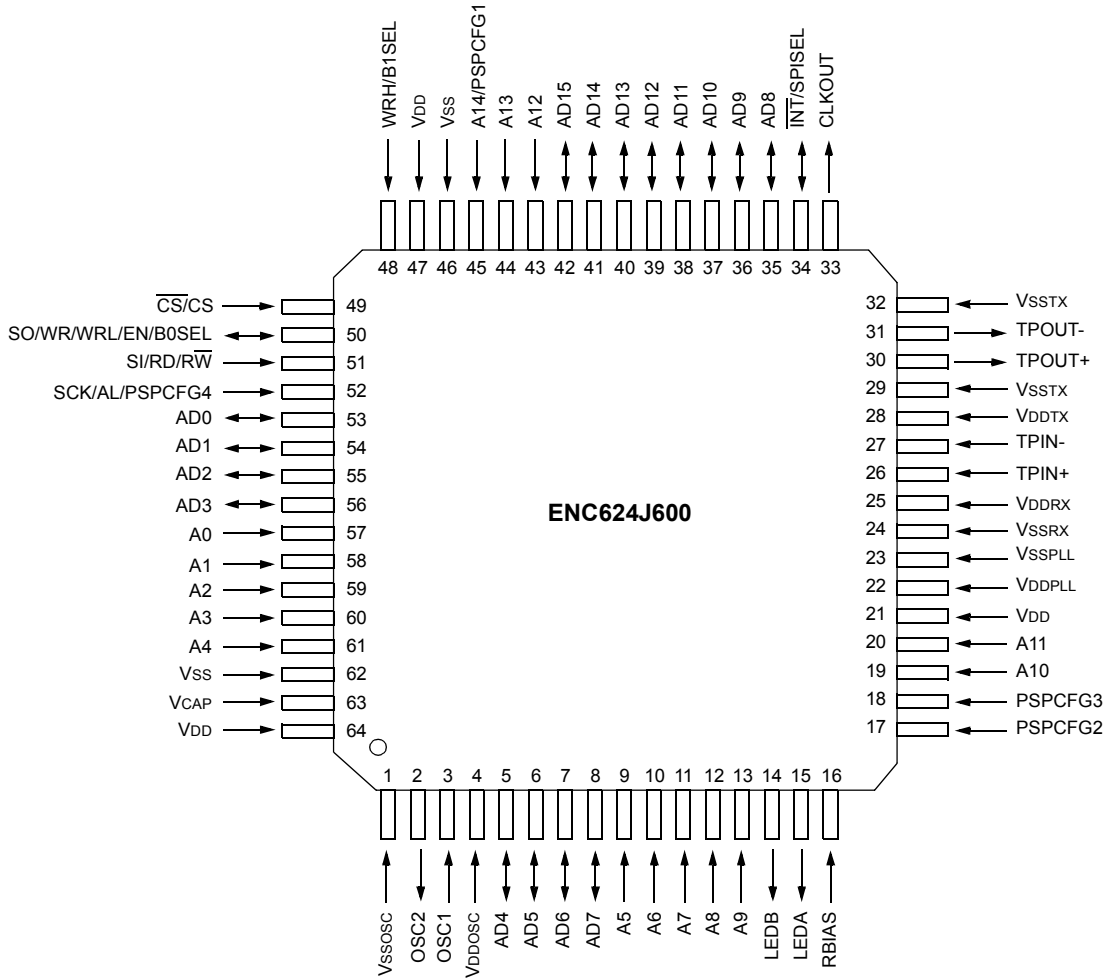 WRH/B1SEL
VDD
VSS
A14/PSPCFG1
A13
A12
AD15
AD14
AD13
AD12
AD11
AD10
AD9
AD8
INT/SPISEL
CLKOUT
48 47 46 45 44 43 42 41 40 39 38 37 36 35 34 33
CS/CS 49
SO/WR/WRL/EN/B0SEL 50
SI/RD/RW 51
SCK/AL/PSPCFG4 52
AD0 53
AD1 54
AD2 55
AD3 56
A0 57
A1 58
A2 59
A3 60
A4 61
VSS 62
VCAP 63
VDD 64
ENC624J600
32 VSSTX
31 TPOUT-
30 TPOUT+
29 VSSTX
28 VDDTX
27 TPIN-
26 TPIN+
25 VDDRX
24 VSSRX
23 VSSPLL
22 VDDPLL
21 VDD
20 A11
19 A10
18 PSPCFG3
17 PSPCFG2
1 2 3 4 5 6 7 8 9 10 11 12 13 14 15 16
VSSOSC
OSC2
OSC1
VDDOSC
AD4
AD5
AD6
AD7
A5
A6
A7
A8
A9
LEDB
LEDA
RBIAS